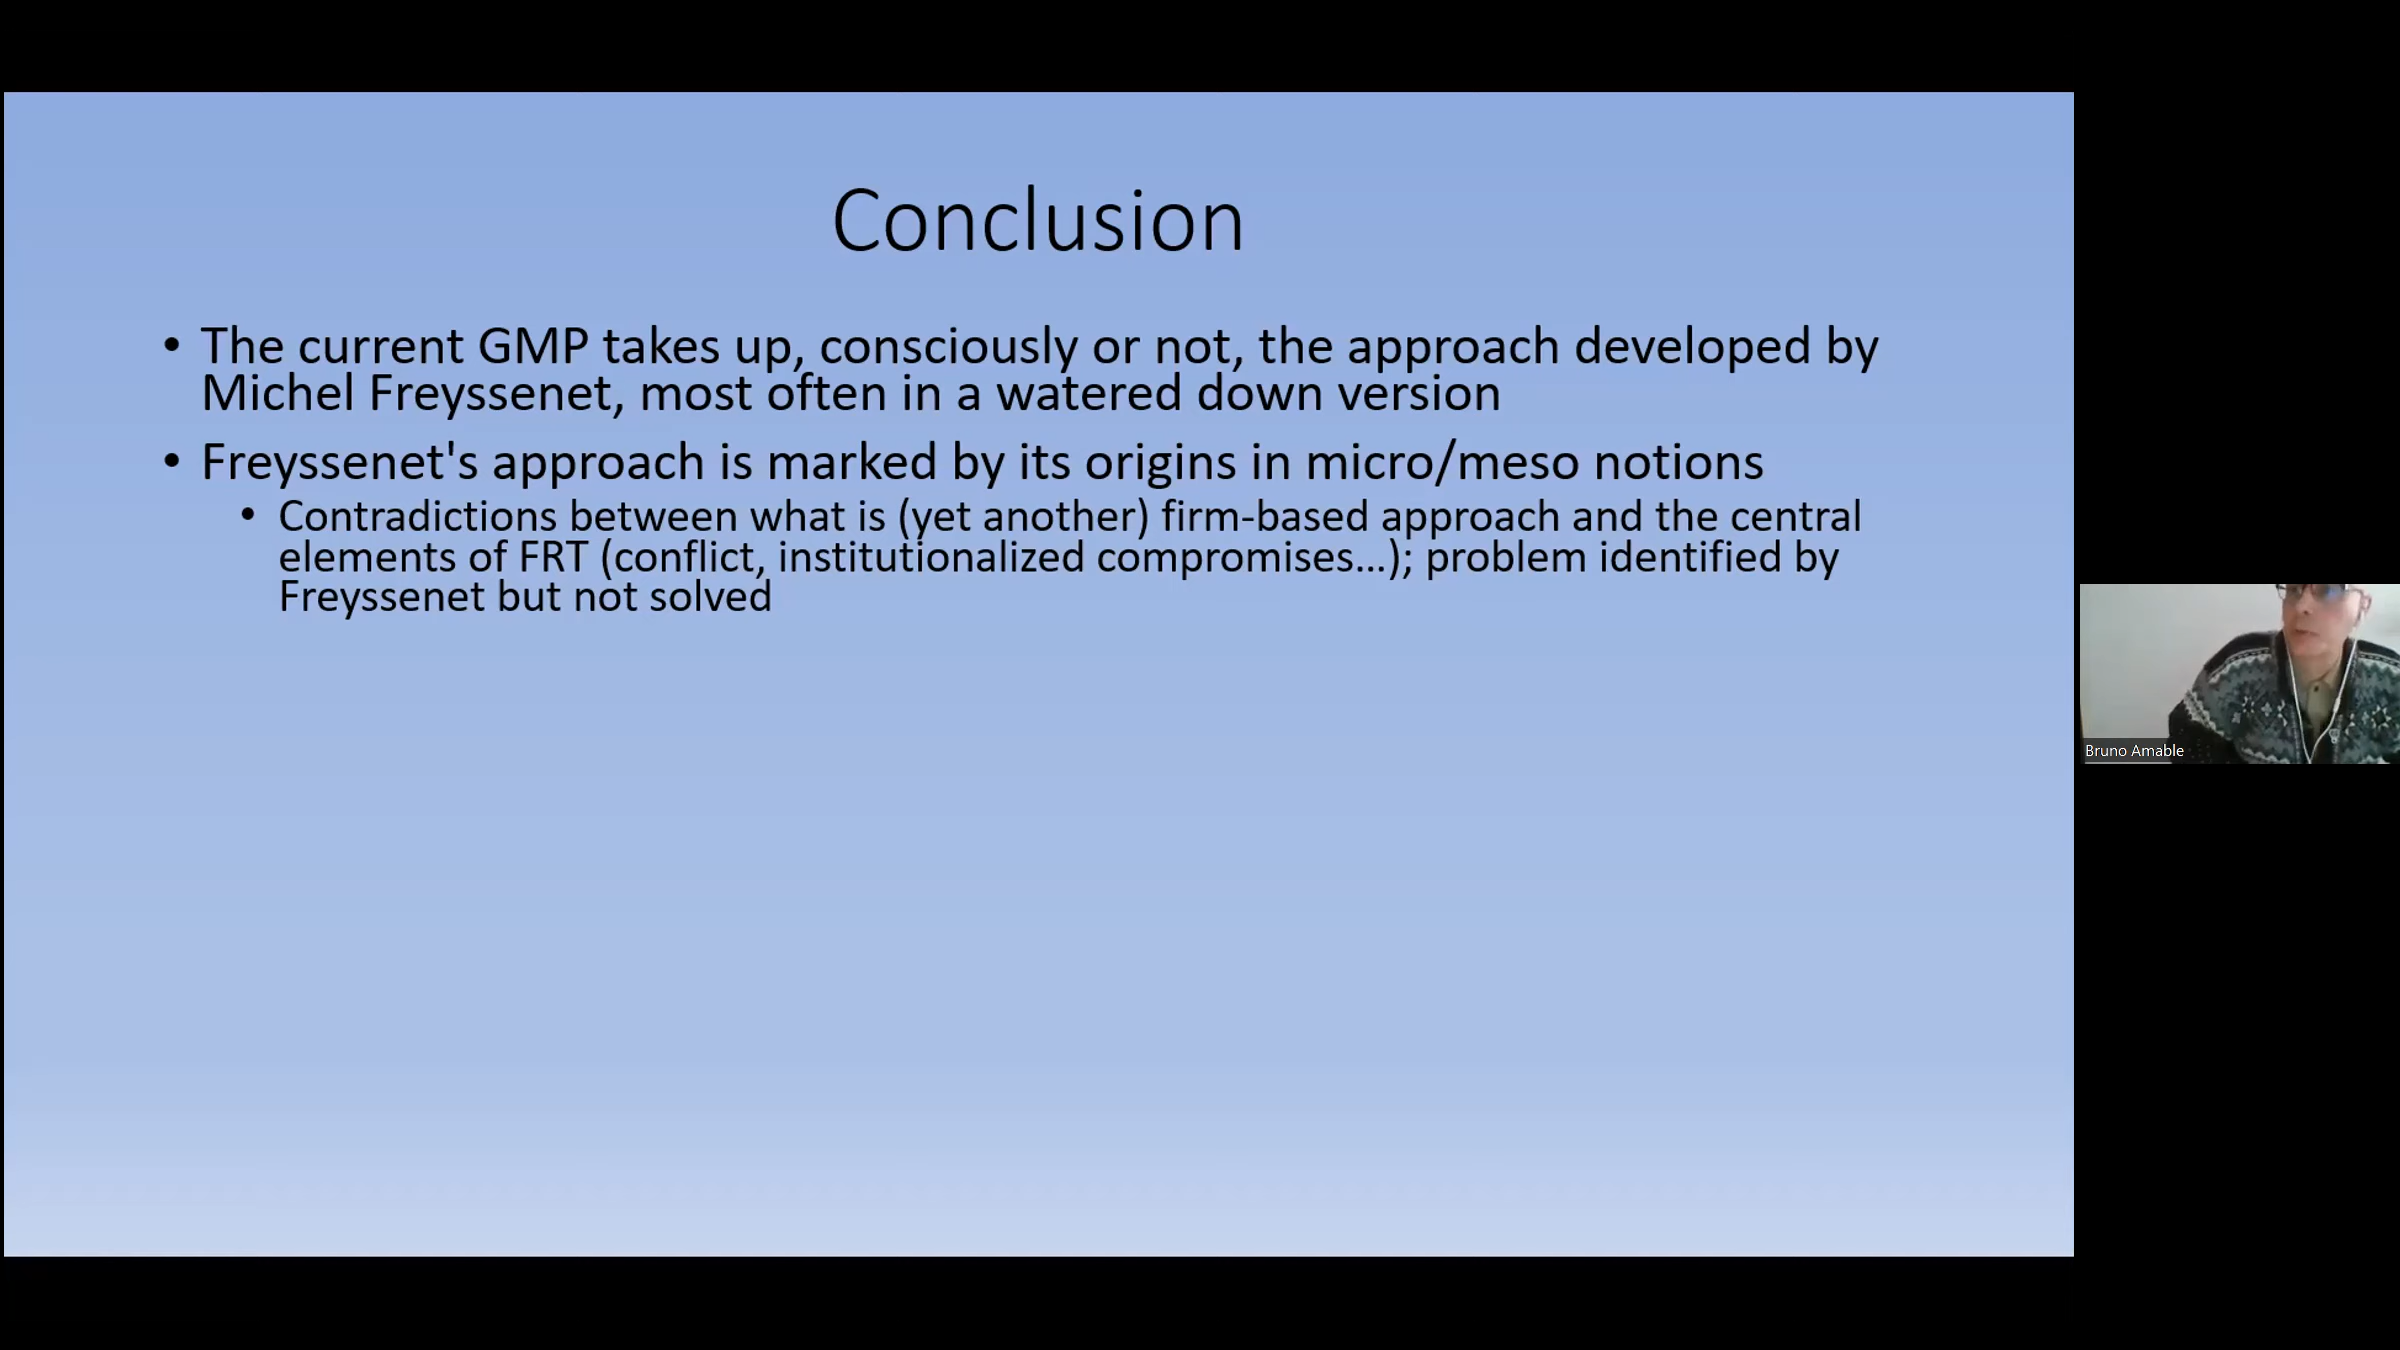 Conclusion
• The current GMP takes up, consciously or not, the approach developed by
Michel Freyssenet, most often in a watered down version
• Freyssenet's approach is marked by its origins in micro/meso notions
• Contradictions between what is (yet another) firm-based approach and the central
elements of FRT (conflict, institutionalized compromises...); problem identified by
Freyssenet but not solved
Bruno Amable